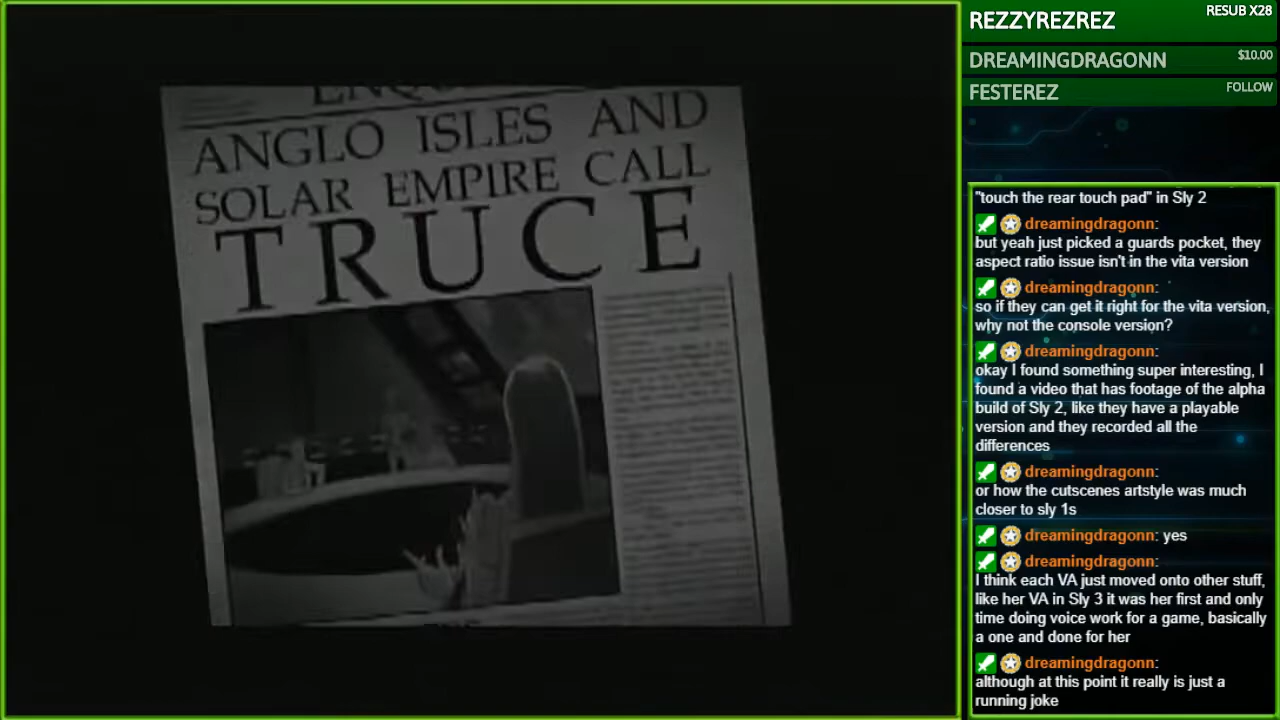 ANGLO ISLES AND
SOLAR EMPIRE CALL
TRUCE
REZZYREZREZ
RESUB X28
DREAMINGDRAGONN
$10.00
FESTEREZ
FOLLOW
"touch the rear touch pad" in Sly 2
dreamingdragonn:
but yeah just picked a guards pocket, they
aspect ratio issue isn't in the vita version
dreamingdragonn:
so if they can get it right for the vita version,
why not the console version?
dreamingdragonn:
okay I found something super interesting, I
found a video that has footage of the alpha
build of Sly 2, like they have a playable
version and they recorded all the
differences
dreamingdragonn:
or how the cutscenes artstyle was much
closer to sly 1s
dreamingdragonn: yes
dreamingdragonn:
I think each VA just moved onto other stuff,
like her VA in Sly 3 it was her first and only
time doing voice work for a game, basically
a one and done for her
dreamingdragonn:
although at this point it really is just a
running joke